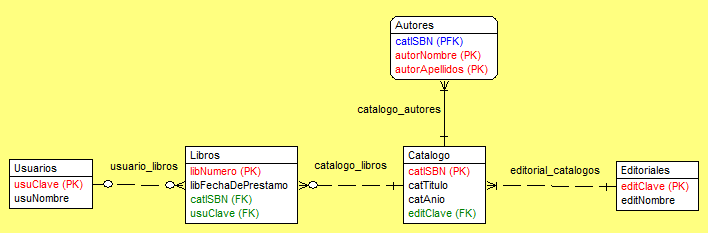 Autores
catISBN (PFK)
autorNombre (PK)
autorApellidos (PK)
catalogo_autores
Usuarios
usuClave (PK)
usuNombre
usuario_libros
Libros
libNumero (PK)
libFechaDePrestamo
catISBN (FK)
usuClave (FK)
catalogo_libros
Catalogo
catISBN (PK)
catTitulo
catAnio
editClave (FK)
editorial_catalogos
Editoriales
editClave (PK)
editNombre